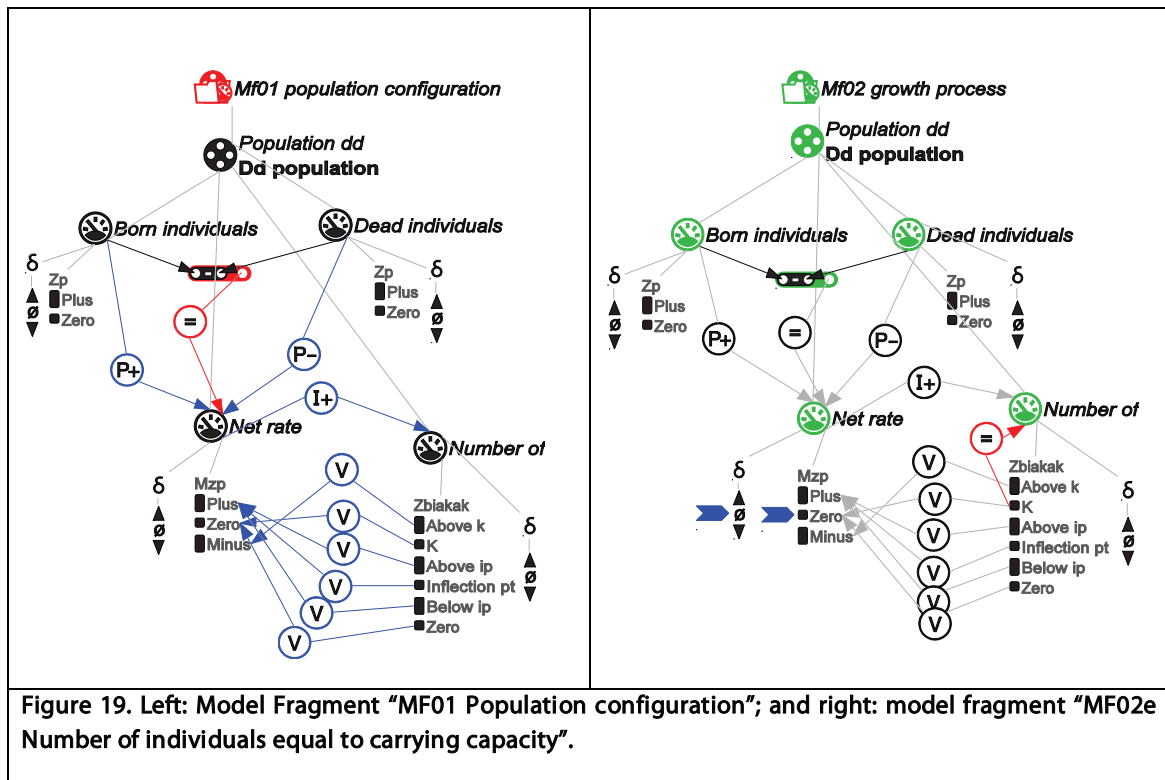 Mf01 population configuration
Population dd
Dd population
Born individuals
Dead individuals
δ
Zp
Plus
Zero
ø
-
=
Zp
Plus
Zero
δ
ø
P+
P-
I+
Net rate
Number of
δ
ø
Mzp
Plus
Zero
Minus
V
V
V
V
V
V
Zbiakak
Above k
K
Above ip
Inflection pt
Below ip
Zero
δ
ø
Mf02 growth process
Population dd
Dd population
Born individuals
Dead individuals
δ
Zp
Plus
Zero
ø
-
Zp
Plus
Zero
δ
ø
P+
=
P-
I+
Net rate
Number of
=
δ
ø
Mzp
Plus
Zero
Minus
V
V
V
V
V
V
Zbiakak
Above k
K
Above ip
Inflection pt
Below ip
Zero
δ
ø
Figure 19. Left: Model Fragment “MF01 Population configuration”; and right: model fragment “MF02e
Number of individuals equal to carrying capacity”.